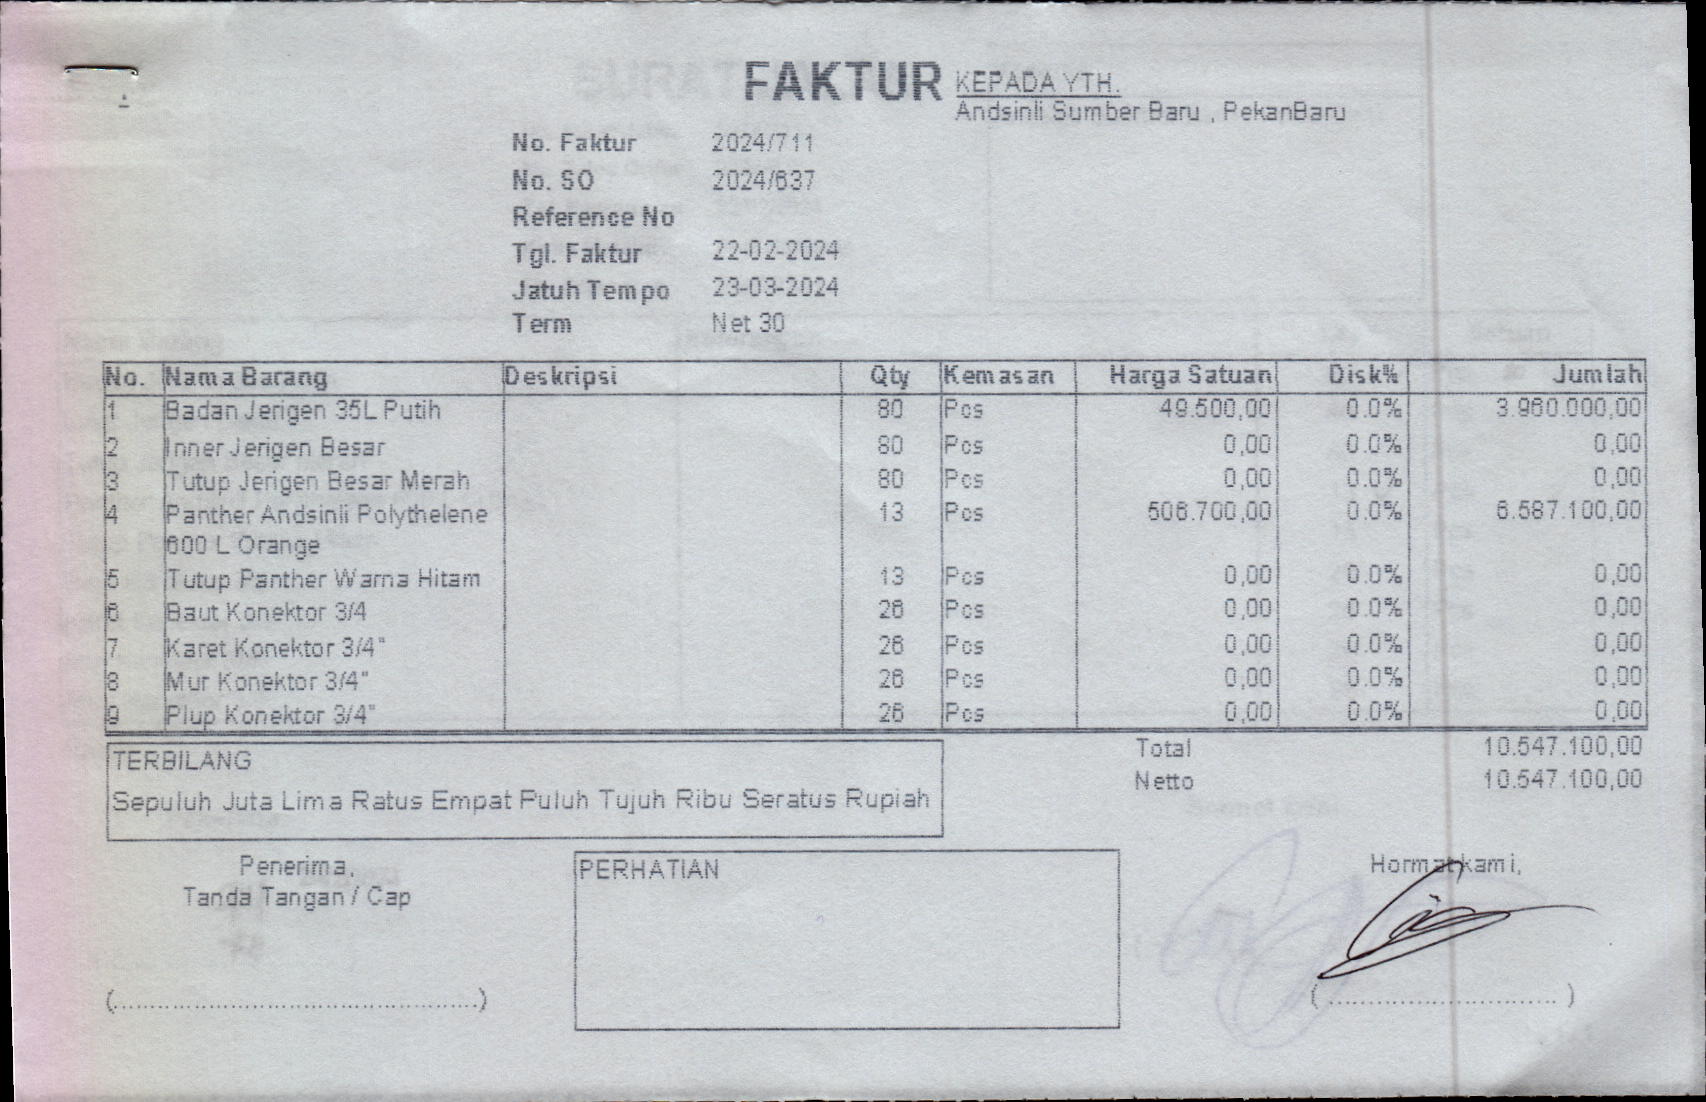 FAKTUR
KEPADA YTH.
Andsinli Sumber Baru , PekanBaru
No. Faktur 2024/711
No. SO 2024/637
Reference No
Tgl. Faktur 22-02-2024
Jatuh Tempo 23-03-2024
Term Net 30
No. Nama Barang Deskripsi Qty Kemasan Harga Satuan Disk% Jumlah
1 Badan Jerigen 35L Putih 80 Pcs 49.500,00 0.0% 3.960.000,00
2 Inner Jerigen Besar 80 Pcs 0,00 0.0% 0,00
3 Tutup Jerigen Besar Merah 80 Pcs 0,00 0.0% 0,00
4 Panther Andsinli Polythelene 13 Pcs 506.700,00 0.0% 6.587.100,00
600 L Orange
5 Tutup Panther Warna Hitam 13 Pcs 0,00 0.0% 0,00
6 Baut Konektor 3/4 26 Pcs 0,00 0.0% 0,00
7 Karet Konektor 3/4" 26 Pcs 0,00 0.0% 0,00
8 Mur Konektor 3/4" 26 Pcs 0,00 0.0% 0,00
9 Plup Konektor 3/4" 26 Pcs 0,00 0.0% 0,00
Total 10.547.100,00
Netto 10.547.100,00
TERBILANG
Sepuluh Juta Lima Ratus Empat Puluh Tujuh Ribu Seratus Rupiah
Penerima,
Tanda Tangan / Cap
(..........................................................)
PERHATIAN
Hormat kami,
( .................................... )